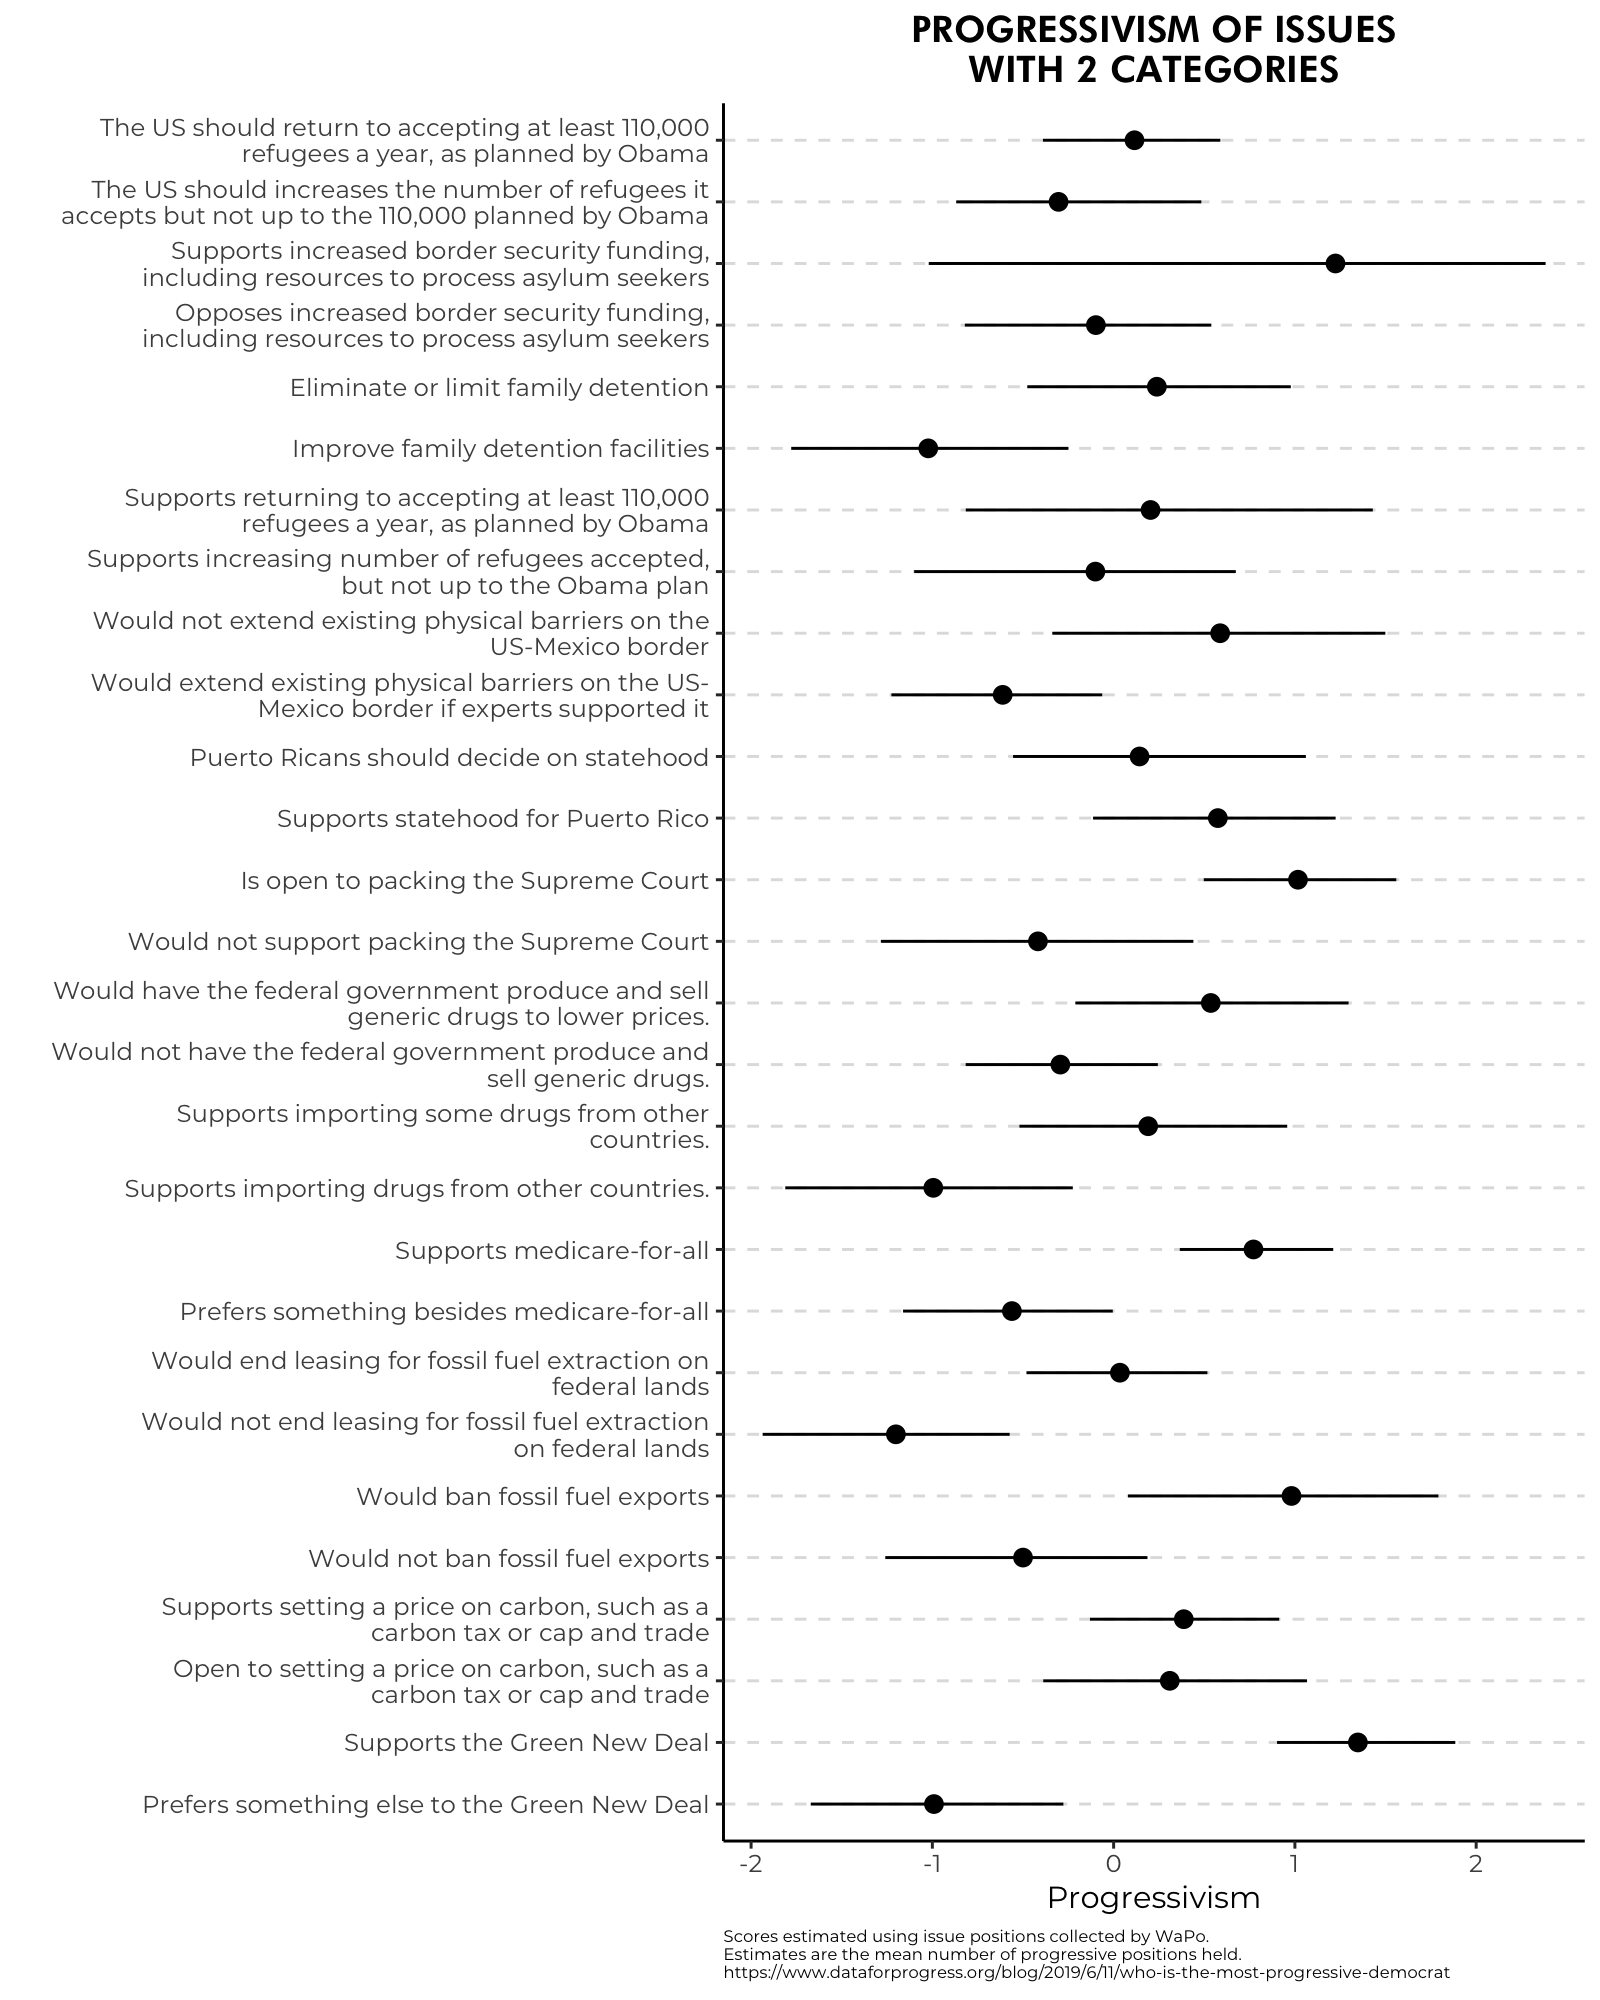 PROGRESSIVISM OF ISSUES
WITH 2 CATEGORIES
The US should return to accepting at least 110,000
refugees a year, as planned by Obama
The US should increases the number of refugees it
accepts but not up to the 110,000 planned by Obama
Supports increased border security funding,
including resources to process asylum seekers
Opposes increased border security funding,
including resources to process asylum seekers
Eliminate or limit family detention
Improve family detention facilities
Supports returning to accepting at least 110,000
refugees a year, as planned by Obama
Supports increasing number of refugees accepted,
but not up to the Obama plan
Would not extend existing physical barriers on the
US-Mexico border
Would extend existing physical barriers on the US-
Mexico border if experts supported it
Puerto Ricans should decide on statehood
Supports statehood for Puerto Rico
Is open to packing the Supreme Court
Would not support packing the Supreme Court
Would have the federal government produce and sell
generic drugs to lower prices.
Would not have the federal government produce and
sell generic drugs.
Supports importing some drugs from other
countries.
Supports importing drugs from other countries.
Supports medicare-for-all
Prefers something besides medicare-for-all
Would end leasing for fossil fuel extraction on
federal lands
Would not end leasing for fossil fuel extraction
on federal lands
Would ban fossil fuel exports
Would not ban fossil fuel exports
Supports setting a price on carbon, such as a
carbon tax or cap and trade
Open to setting a price on carbon, such as a
carbon tax or cap and trade
Supports the Green New Deal
Prefers something else to the Green New Deal
-2 -1 0 1 2
Progressivism
Scores estimated using issue positions collected by WaPo.
Estimates are the mean number of progressive positions held.
https://www.dataforprogress.org/blog/2019/6/11/who-is-the-most-progressive-democrat